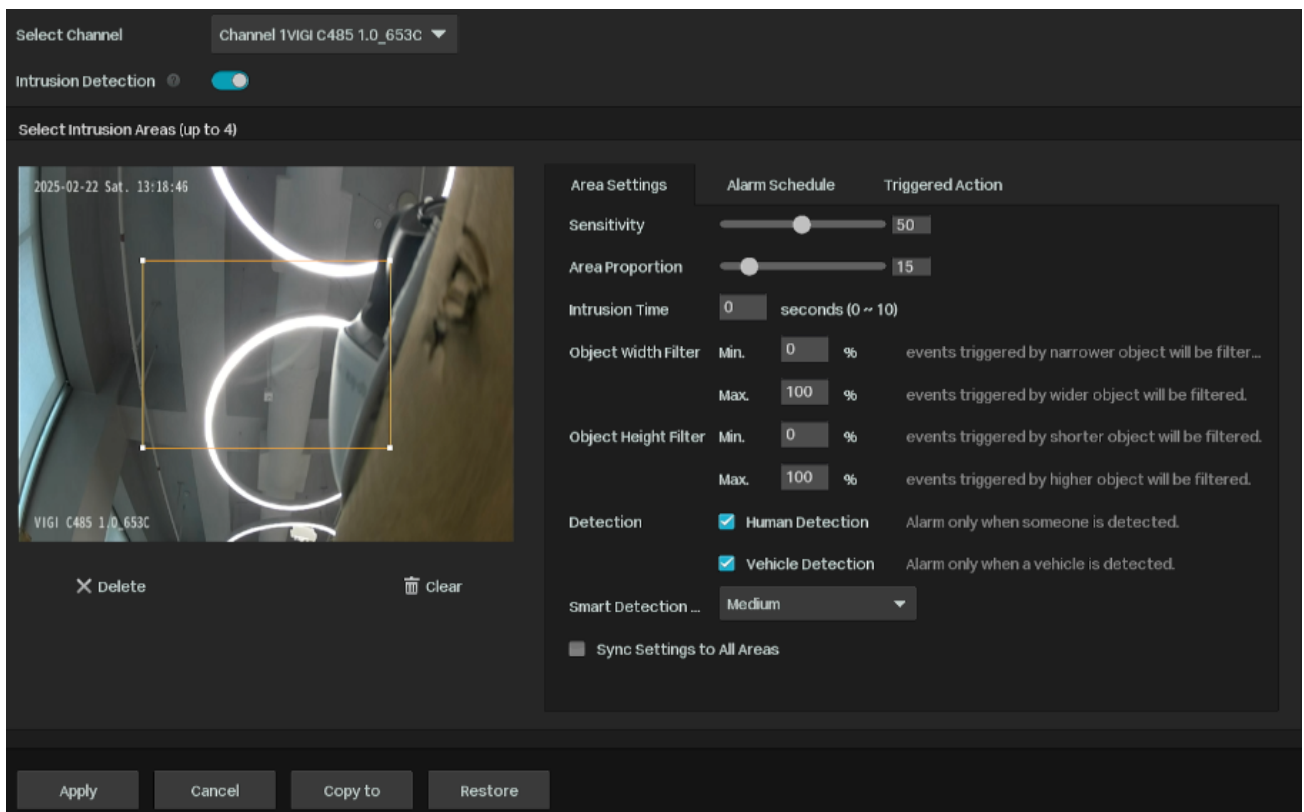 Select Channel Channel 1VIGI C485 1.0_653C
Intrusion Detection ?
Select Intrusion Areas (up to 4)
2025-02-22 Sat. 13:18:46
VIGI C485 1.0_653C
Delete Clear
Area Settings Alarm Schedule Triggered Action
Sensitivity 50
Area Proportion 15
Intrusion Time 0 seconds (0 ~ 10)
Object Width Filter Min. 0 % events triggered by narrower object will be filter...
Max. 100 % events triggered by wider object will be filtered.
Object Height Filter Min. 0 % events triggered by shorter object will be filtered.
Max. 100 % events triggered by higher object will be filtered.
Detection Human Detection Alarm only when someone is detected.
Vehicle Detection Alarm only when a vehicle is detected.
Smart Detection ... Medium
Sync Settings to All Areas
Apply Cancel Copy to Restore